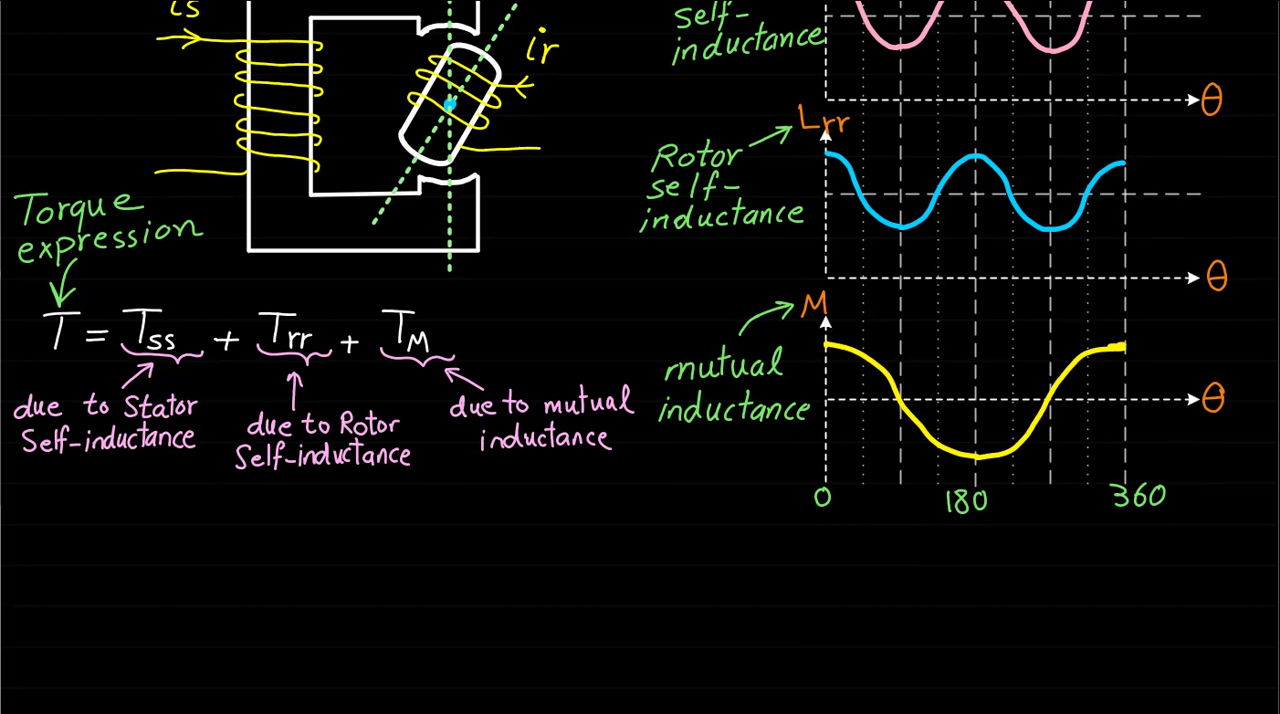 is
ir
self-
inductance
θ
Lrr
Rotor
self-
inductance
θ
Torque
expression
T = Tss + Trr + TM
due to Stator
Self-inductance
due to Rotor
Self-inductance
due to mutual
inductance
M
mutual
inductance
θ
0 180 360